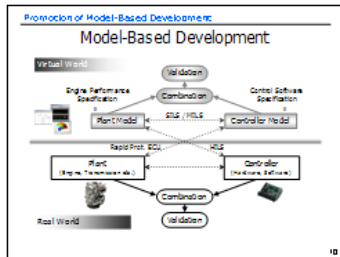 Promotion of Model-Based Development
Model-Based Development
Virtual World
Validation
Engine Performance
Specification
Control Software
Specification
Combination
Plant Model
SILS / MILS
Controller Model
Rapid Prot. ECU
HILS
Plant
(Engine, Transmission etc.)
Controller
(Hardware, Software)
Combination
Validation
Real World